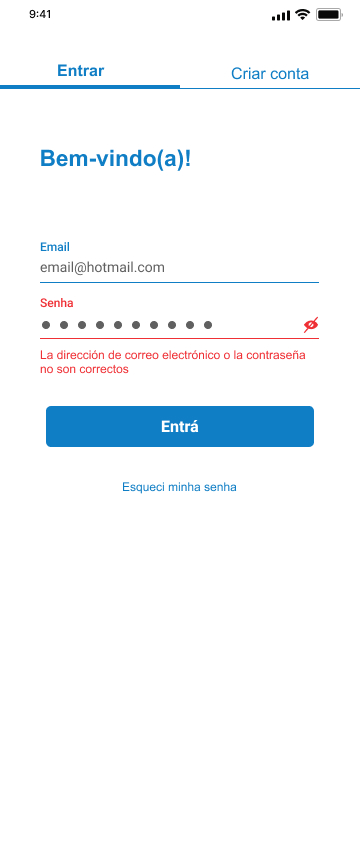 9:41
Entrar
Criar conta
Bem-vindo(a)!
Email
email@hotmail.com
Senha
La dirección de correo electrónico o la contraseña
no son correctos
Entrá
Esqueci minha senha